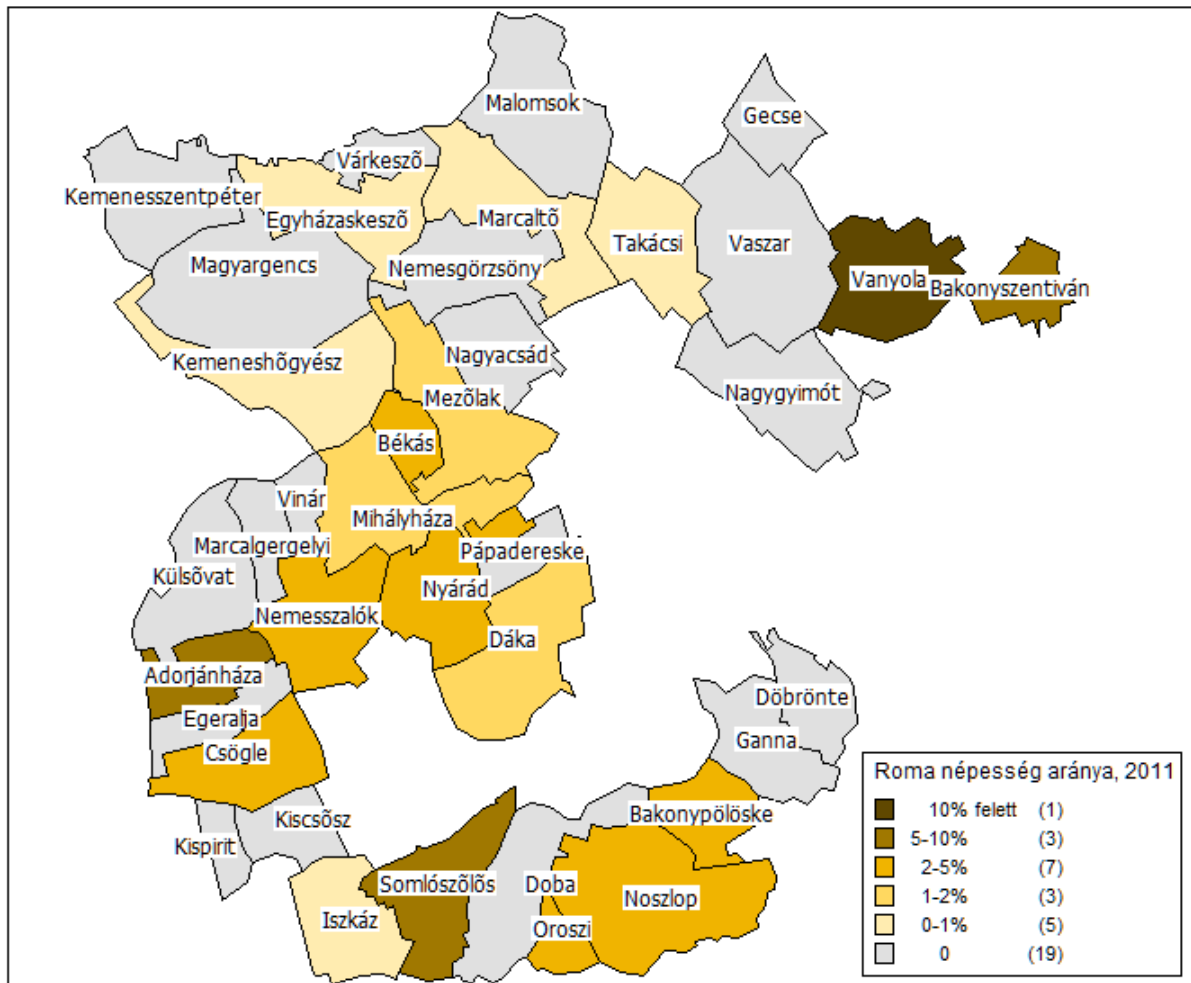 Malomsok
Gecse
Várkeszõ
Kemenesszentpéter
Egyházaskeszõ
Marcaltõ
Takácsi
Vaszar
Magyargencs
Nemesgörzsöny
Vanyola
Bakonyszentiván
Kemeneshõgyész
Nagyacsád
Nagygyimót
Mezõlak
Békás
Vinár
Mihályháza
Marcalgergelyi
Pápadereske
Külsõvat
Nyárád
Nemesszalók
Dáka
Adorjánháza
Döbrönte
Egeralja
Ganna
Csögle
Kiscsõsz
Bakonypölöske
Kispirit
Somlószõlõs
Doba
Noszlop
Iszkáz
Oroszi
Roma népesség aránya, 2011
10% felett (1)
5-10% (3)
2-5% (7)
1-2% (3)
0-1% (5)
0 (19)